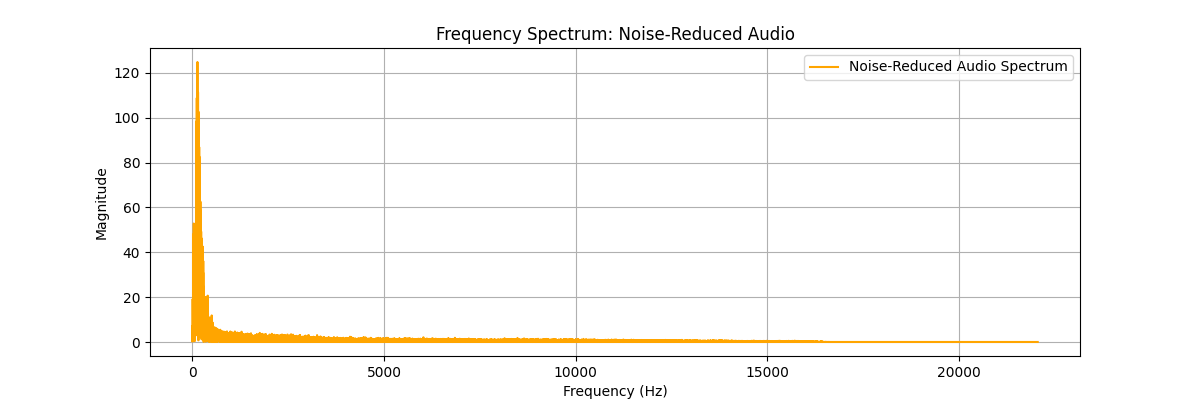 Frequency Spectrum: Noise-Reduced Audio
Noise-Reduced Audio Spectrum
120
100
80
60
40
20
0
Magnitude
0 5000 10000 15000 20000
Frequency (Hz)